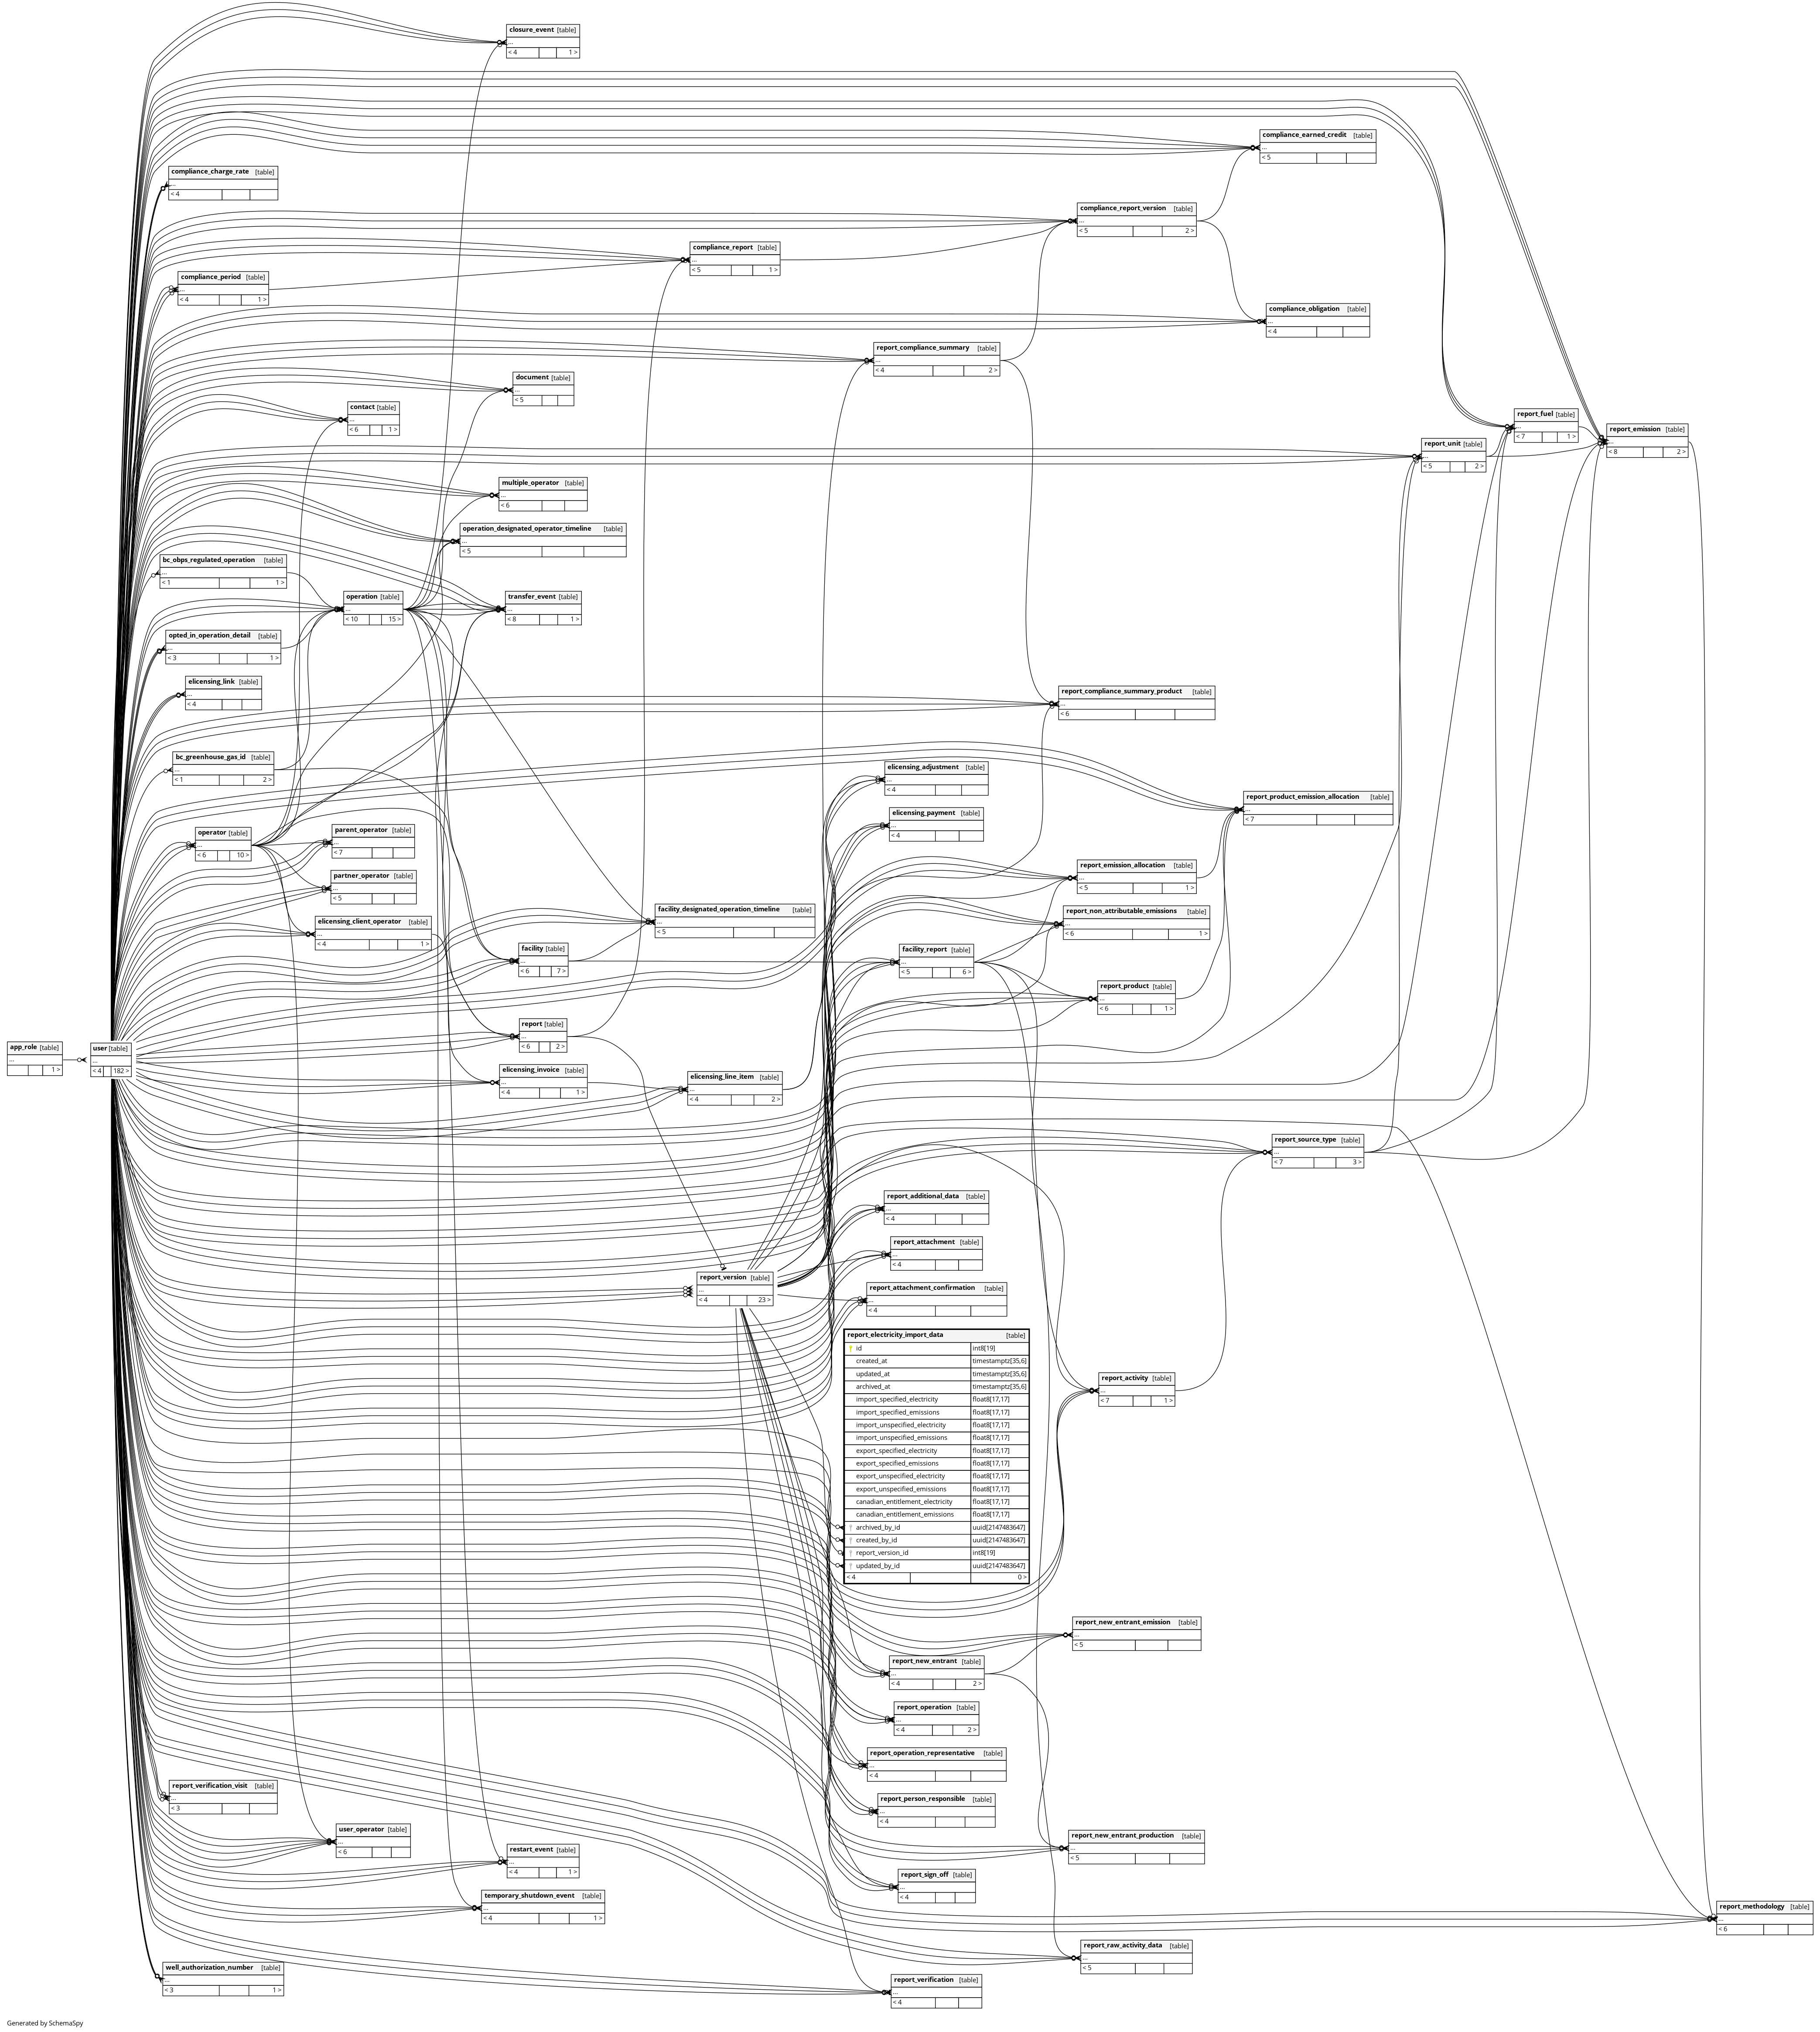 closure_event [table]
...
< 4 1 >
compliance_earned_credit [table]
...
< 5
compliance_charge_rate [table]
...
< 4
compliance_report_version [table]
...
< 5 2 >
compliance_report [table]
...
< 5 1 >
compliance_period [table]
...
< 4 1 >
compliance_obligation [table]
...
< 4
report_compliance_summary [table]
...
< 4 2 >
document [table]
...
< 5
contact [table]
...
< 6 1 >
report_fuel [table]
...
< 7 1 >
report_emission [table]
...
< 8 2 >
report_unit [table]
...
< 5 2 >
multiple_operator [table]
...
< 6
operation_designated_operator_timeline [table]
...
< 5
bc_obps_regulated_operation [table]
...
< 1 1 >
operation [table]
...
< 10 15 >
transfer_event [table]
...
< 8 1 >
opted_in_operation_detail [table]
...
< 3 1 >
elicensing_link [table]
...
< 4
report_compliance_summary_product [table]
...
< 6
bc_greenhouse_gas_id [table]
...
< 1 2 >
elicensing_adjustment [table]
...
< 4
report_product_emission_allocation [table]
...
< 7
elicensing_payment [table]
...
< 4
operator [table]
...
< 6 10 >
parent_operator [table]
...
< 7
report_emission_allocation [table]
...
< 5 1 >
partner_operator [table]
...
< 5
facility_designated_operation_timeline [table]
...
< 5
report_non_attributable_emissions [table]
...
< 6 1 >
elicensing_client_operator [table]
...
< 4 1 >
facility [table]
...
< 6 7 >
facility_report [table]
...
< 5 6 >
report_product [table]
...
< 6 1 >
report [table]
...
< 6 2 >
app_role [table]
...
1 >
user [table]
...
< 4 182 >
elicensing_invoice [table]
...
< 4 1 >
elicensing_line_item [table]
...
< 4 2 >
report_source_type [table]
...
< 7 3 >
report_additional_data [table]
...
< 4
report_attachment [table]
...
< 4
report_version [table]
...
< 4 23 >
report_attachment_confirmation [table]
...
< 4
report_electricity_import_data [table]
id int8[19]
created_at timestamptz[35,6]
updated_at timestamptz[35,6]
archived_at timestamptz[35,6]
import_specified_electricity float8[17,17]
import_specified_emissions float8[17,17]
import_unspecified_electricity float8[17,17]
import_unspecified_emissions float8[17,17]
export_specified_electricity float8[17,17]
export_specified_emissions float8[17,17]
export_unspecified_electricity float8[17,17]
export_unspecified_emissions float8[17,17]
canadian_entitlement_electricity float8[17,17]
canadian_entitlement_emissions float8[17,17]
archived_by_id uuid[2147483647]
created_by_id uuid[2147483647]
report_version_id int8[19]
updated_by_id uuid[2147483647]
< 4 0 >
report_activity [table]
...
< 7 1 >
report_new_entrant_emission [table]
...
< 5
report_new_entrant [table]
...
< 4 2 >
report_operation [table]
...
< 4 2 >
report_operation_representative [table]
...
< 4
report_verification_visit [table]
...
< 3
report_person_responsible [table]
...
< 4
user_operator [table]
...
< 6
report_new_entrant_production [table]
...
< 5
restart_event [table]
...
< 4 1 >
report_sign_off [table]
...
< 4
temporary_shutdown_event [table]
...
< 4 1 >
report_methodology [table]
...
< 6
report_raw_activity_data [table]
...
< 5
well_authorization_number [table]
...
< 3 1 >
report_verification [table]
...
< 4
Generated by SchemaSpy